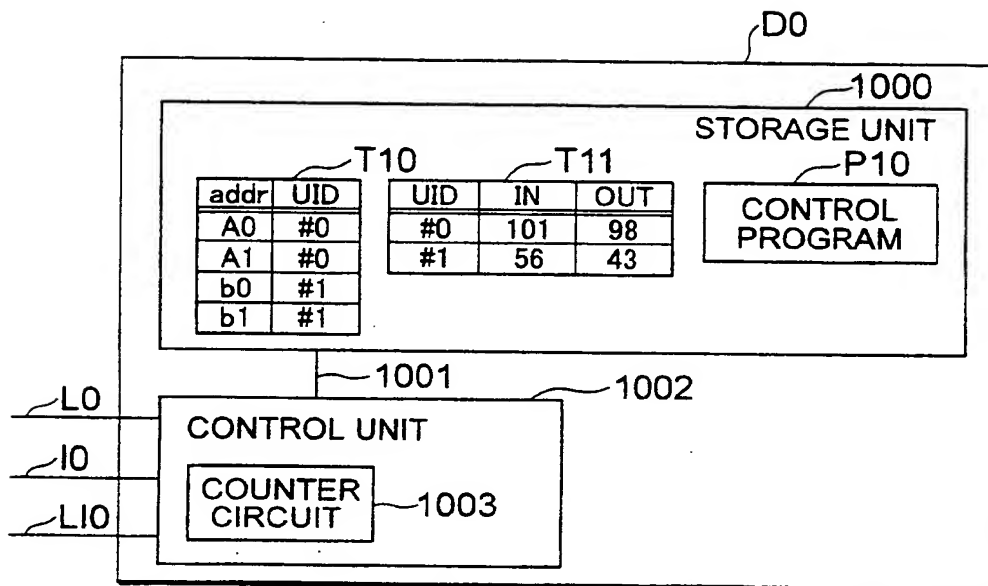 D0
1000
STORAGE UNIT
T10
T11
P10
addr UID
A0 #0
A1 #0
b0 #1
b1 #1
UID IN OUT
#0 101 98
#1 56 43
CONTROL
PROGRAM
1001
1002
L0
I0
LI0
CONTROL UNIT
COUNTER
CIRCUIT
1003